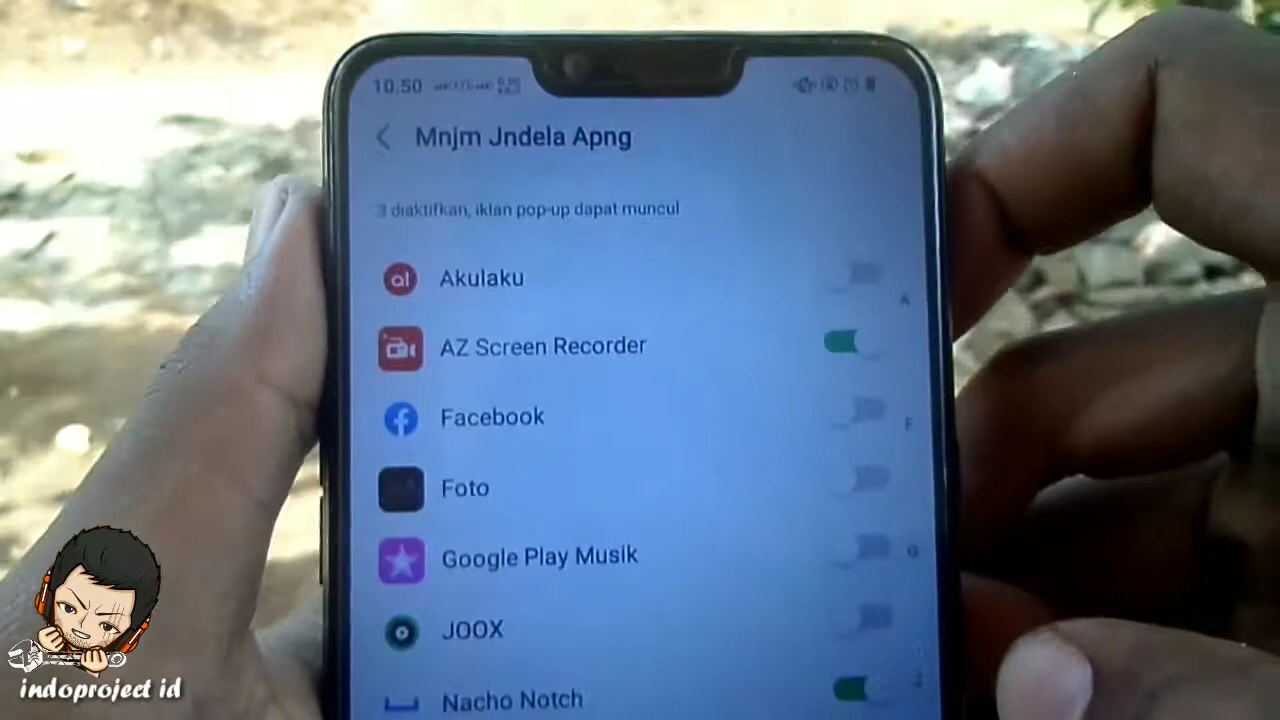 10.50
Mnjm Jndela Apng
3 diaktifkan, iklan pop-up dapat muncul
Akulaku
A
AZ Screen Recorder
Facebook
F
Foto
Google Play Musik
G
JOOX
J
Nacho Notch
indoproject id